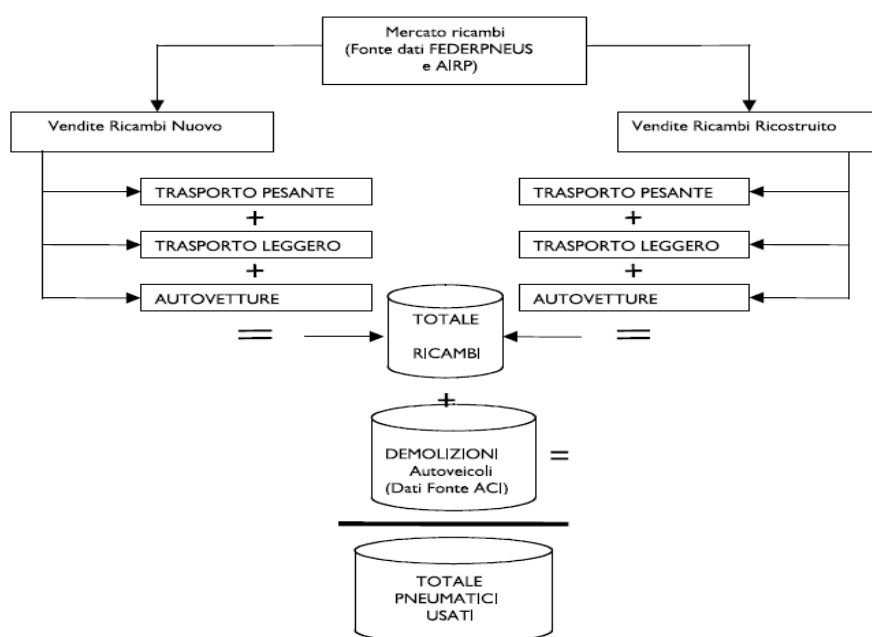 Mercato ricambi
(Fonte dati FEDERPNEUS
e AIRP)
Vendite Ricambi Nuovo
Vendite Ricambi Ricostruito
TRASPORTO PESANTE
TRASPORTO PESANTE
+
+
TRASPORTO LEGGERO
TRASPORTO LEGGERO
+
+
AUTOVETTURE
AUTOVETTURE
=
=
TOTALE
RICAMBI
+
DEMOLIZIONI
Autoveicoli
(Dati Fonte ACI)
=
TOTALE
PNEUMATICI
USATI